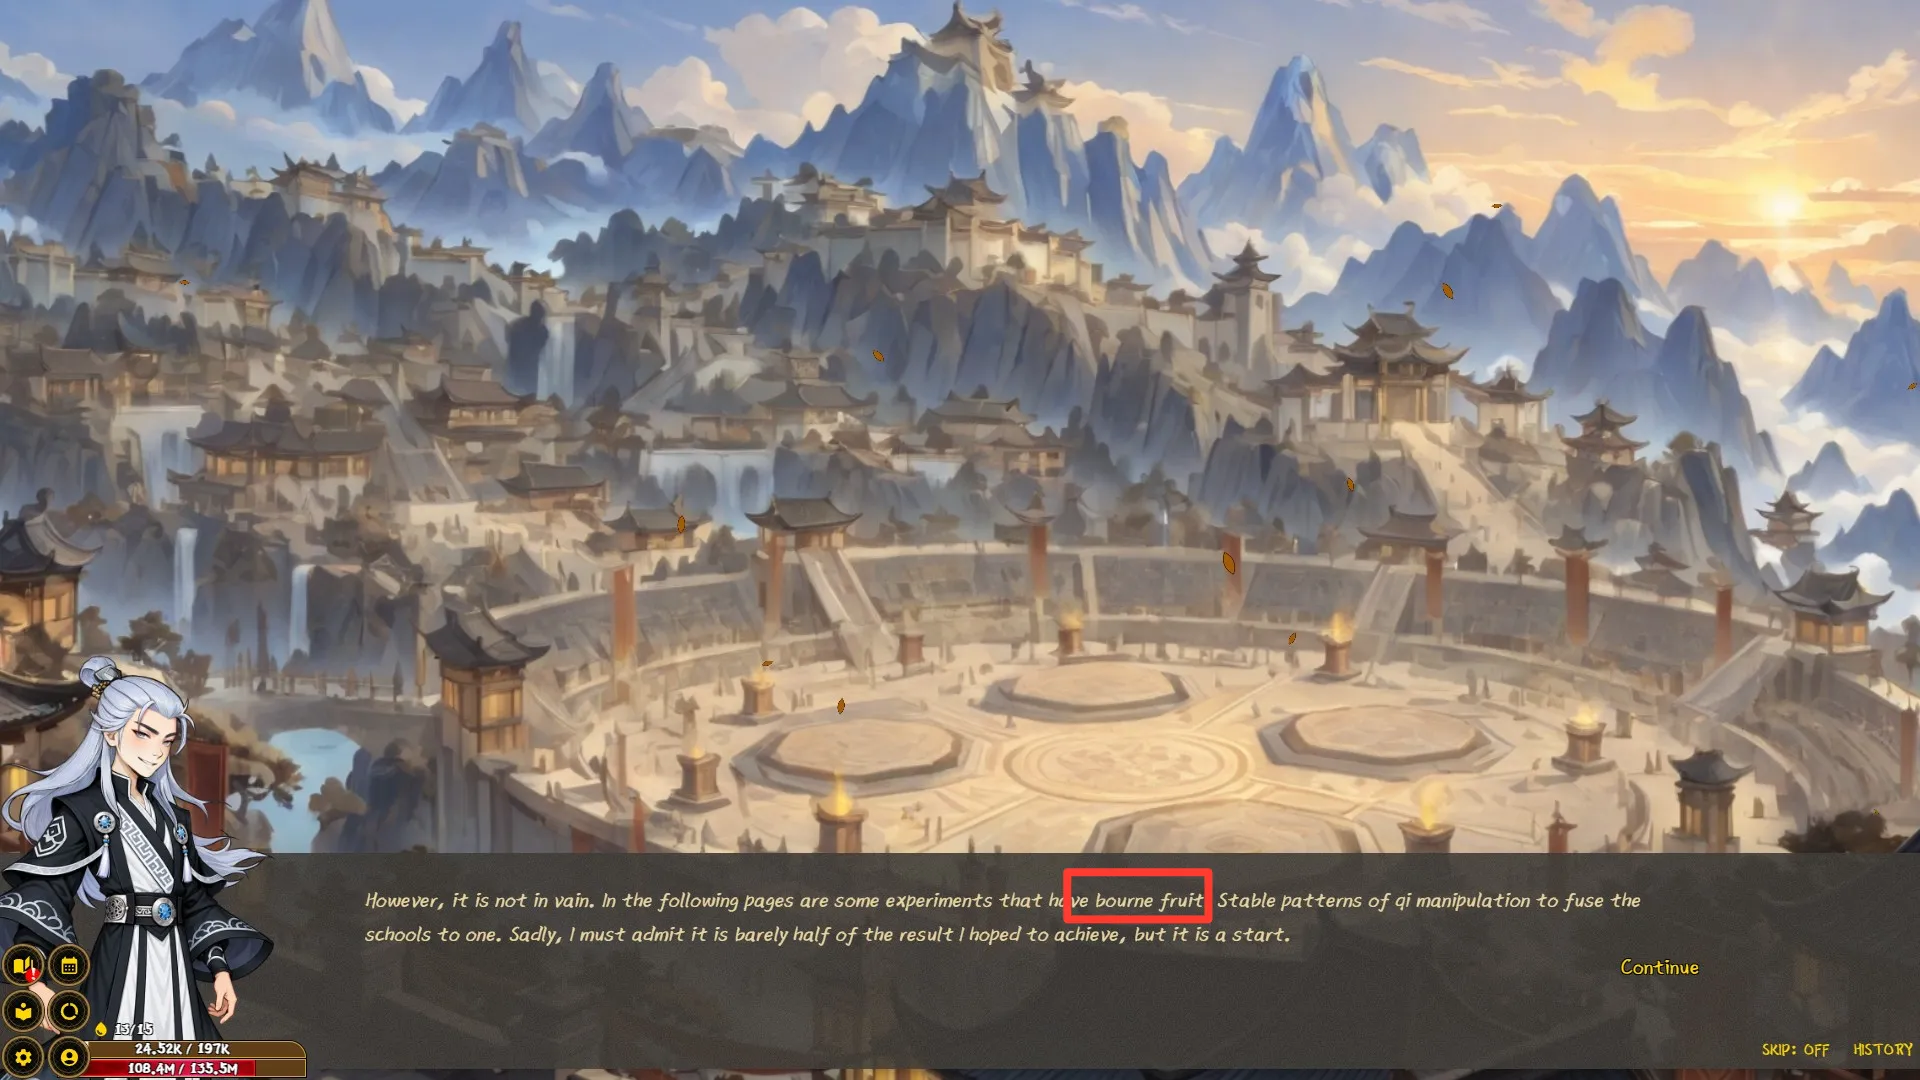 However, it is not in vain. In the following pages are some experiments that have bourne fruit. Stable patterns of qi manipulation to fuse the
schools to one. Sadly, I must admit it is barely half of the result I hoped to achieve, but it is a start.
Continue
13/15
24.52K / 197K
108.4M / 135.5M
SKIP: OFF HISTORY